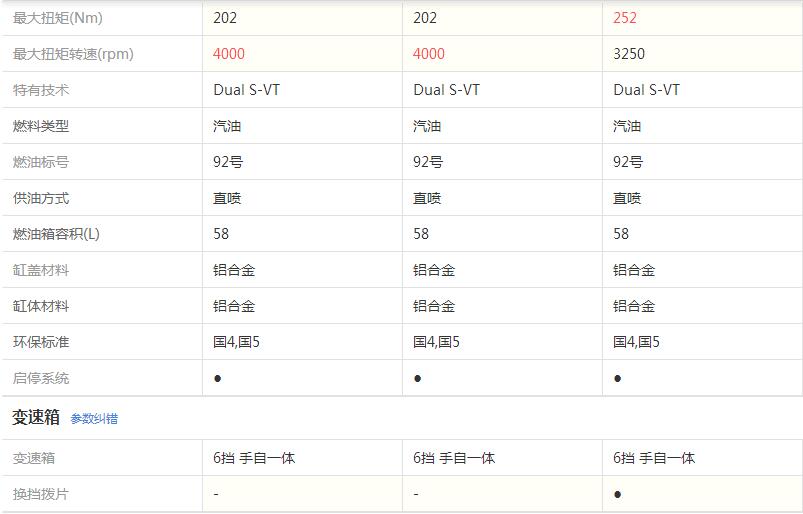 最大扭矩(Nm) 202 202 252
最大扭矩转速(rpm) 4000 4000 3250
特有技术 Dual S-VT Dual S-VT Dual S-VT
燃料类型 汽油 汽油 汽油
燃油标号 92号 92号 92号
供油方式 直喷 直喷 直喷
燃油箱容积(L) 58 58 58
缸盖材料 铝合金 铝合金 铝合金
缸体材料 铝合金 铝合金 铝合金
环保标准 国4,国5 国4,国5 国4,国5
启停系统 ● ● ●
变速箱 参数纠错
变速箱 6挡 手自一体 6挡 手自一体 6挡 手自一体
换挡拨片 - - ●